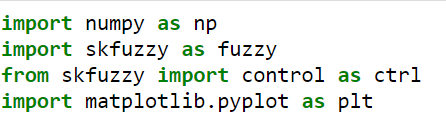 import numpy as np
import skfuzzy as fuzzy
from skfuzzy import control as ctrl
import matplotlib.pyplot as plt